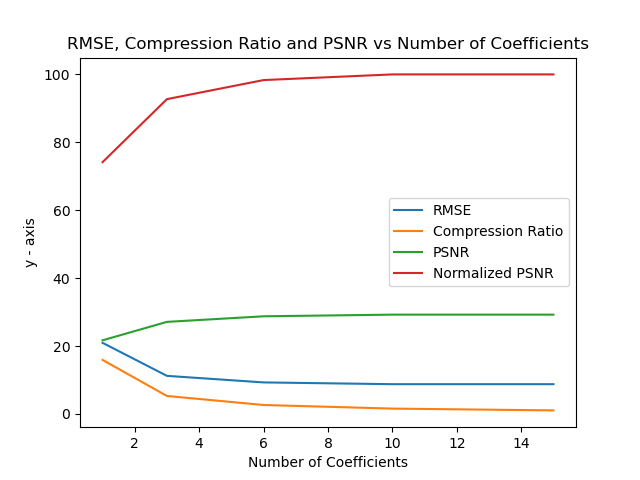 RMSE, Compression Ratio and PSNR vs Number of Coefficients
100
80
60
40
20
0
y - axis
RMSE
Compression Ratio
PSNR
Normalized PSNR
2
4
6
8
10
12
14
Number of Coefficients